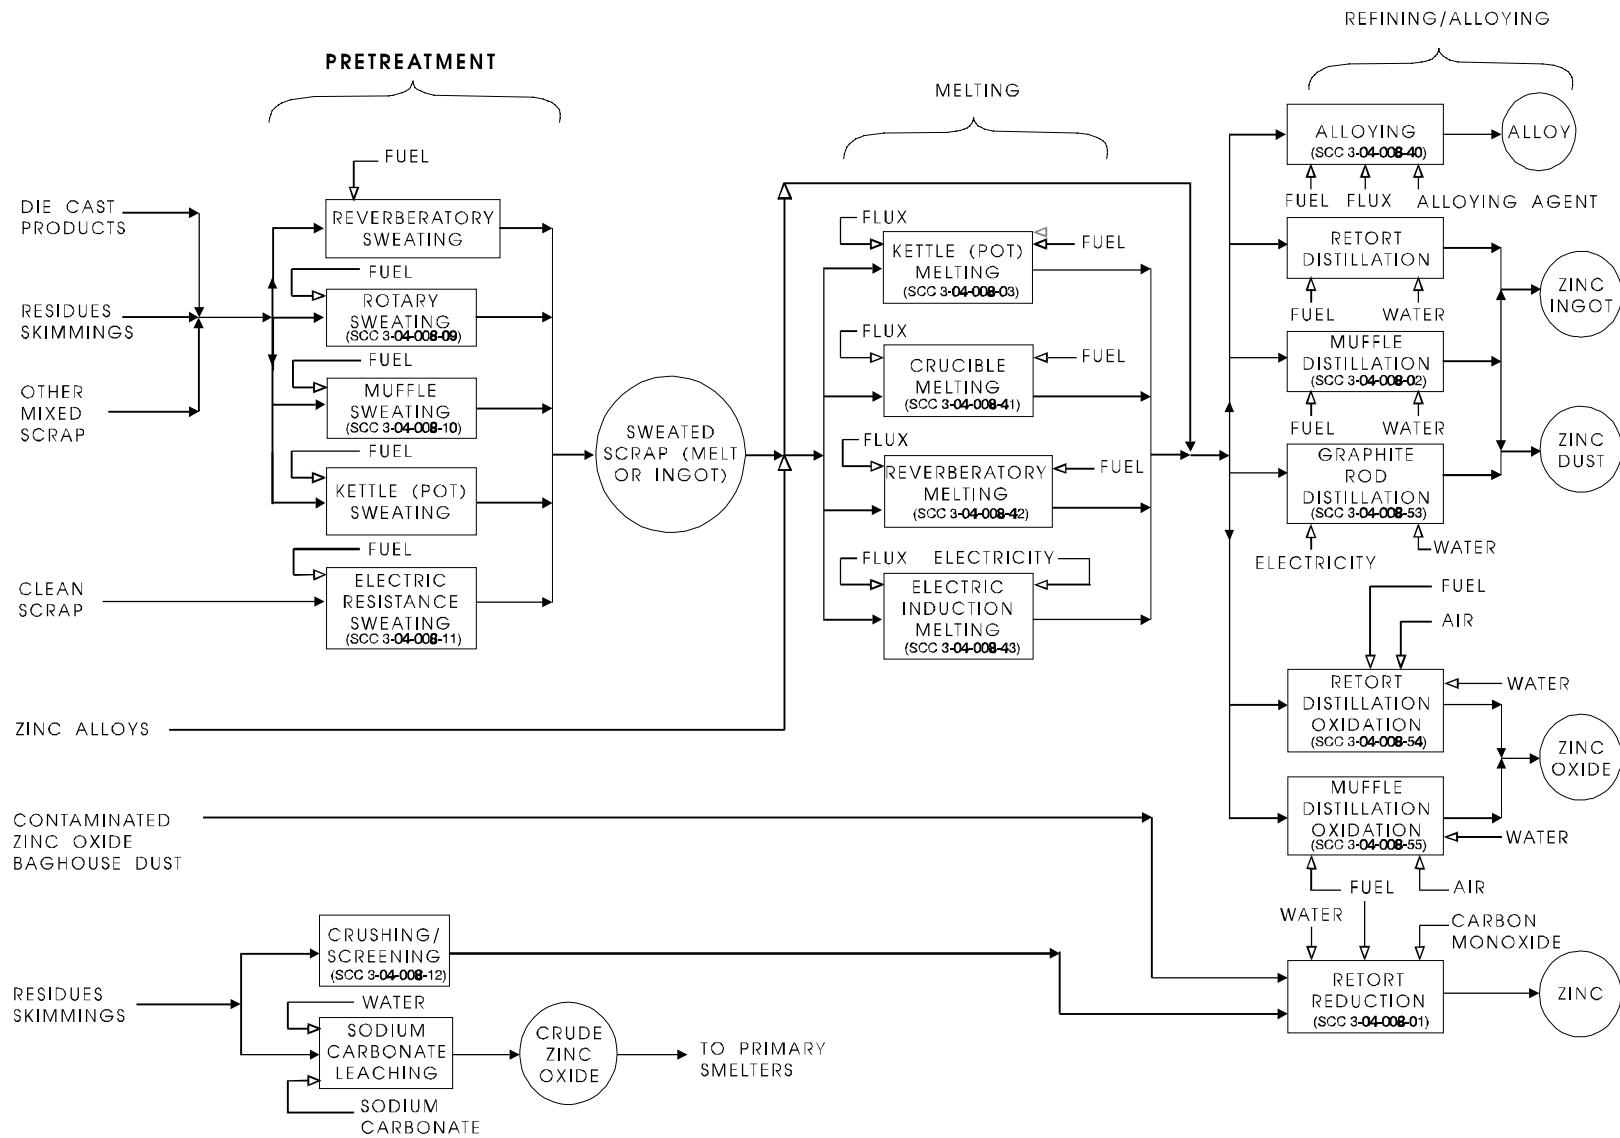 REFINING/ALLOYING
PRETREATMENT
MELTING
FUEL
DIE CAST
PRODUCTS
RESIDUES
SKIMMINGS
OTHER
MIXED
SCRAP
CLEAN
SCRAP
REVERBERATORY
SWEATING
FUEL
ROTARY
SWEATING
(SCC 3-04-008-09)
FUEL
MUFFLE
SWEATING
(SCC 3-04-008-10)
FUEL
KETTLE (POT)
SWEATING
FUEL
ELECTRIC
RESISTANCE
SWEATING
(SCC 3-04-008-11)
SWEATED
SCRAP (MELT
OR INGOT)
FLUX
FUEL
KETTLE (POT)
MELTING
(SCC 3-04-008-03)
FLUX
FUEL
CRUCIBLE
MELTING
(SCC 3-04-008-41)
FLUX
FUEL
REVERBERATORY
MELTING
(SCC 3-04-008-42)
FLUX
ELECTRICITY
ELECTRIC
INDUCTION
MELTING
(SCC 3-04-008-43)
ALLOYING
(SCC 3-04-008-40)
ALLOY
FUEL FLUX ALLOYING AGENT
RETORT
DISTILLATION
FUEL WATER
MUFFLE
DISTILLATION
(SCC 3-04-008-02)
FUEL WATER
GRAPHITE
ROD
DISTILLATION
(SCC 3-04-008-53)
ELECTRICITY
WATER
ZINC
INGOT
ZINC
DUST
FUEL
AIR
WATER
RETORT
DISTILLATION
OXIDATION
(SCC 3-04-008-54)
MUFFLE
DISTILLATION
OXIDATION
(SCC 3-04-008-55)
WATER
ZINC
OXIDE
FUEL
AIR
WATER
CARBON
MONOXIDE
RETORT
REDUCTION
(SCC 3-04-008-01)
ZINC
ZINC ALLOYS
CONTAMINATED
ZINC OXIDE
BAGHOUSE DUST
RESIDUES
SKIMMINGS
CRUSHING/
SCREENING
(SCC 3-04-008-12)
WATER
SODIUM
CARBONATE
LEACHING
SODIUM
CARBONATE
CRUDE
ZINC
OXIDE
TO PRIMARY
SMELTERS